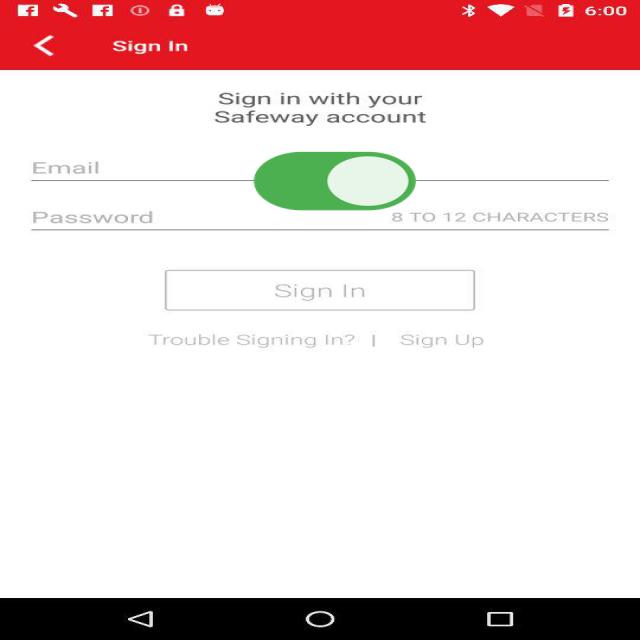 6:00
Sign In
Sign in with your
Safeway account
Email
Password 8 TO 12 CHARACTERS
Sign In
Trouble Signing In? | Sign Up